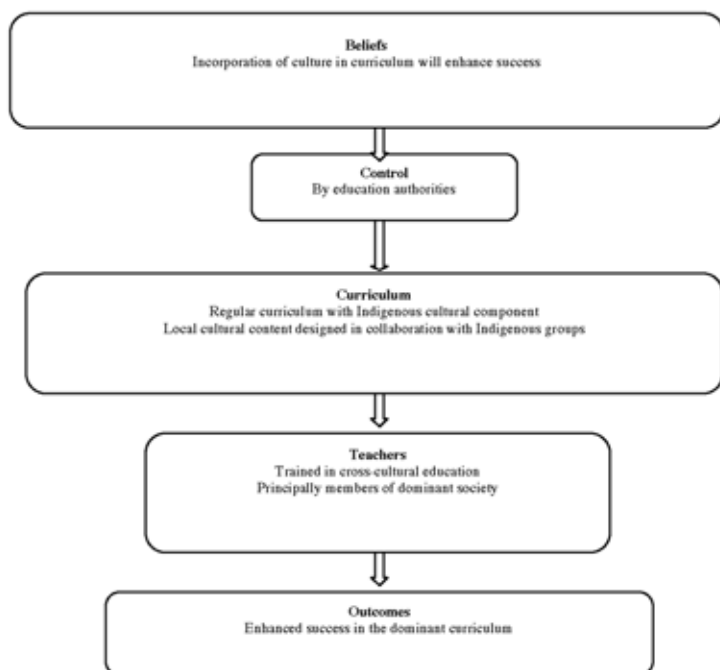 Beliefs
Incorporation of culture in curriculum will enhance success
Control
By education authorities
Curriculum
Regular curriculum with Indigenous cultural component
Local cultural content designed in collaboration with Indigenous groups
Teachers
Trained in cross-cultural education
Principally members of dominant society
Outcomes
Enhanced success in the dominant curriculum